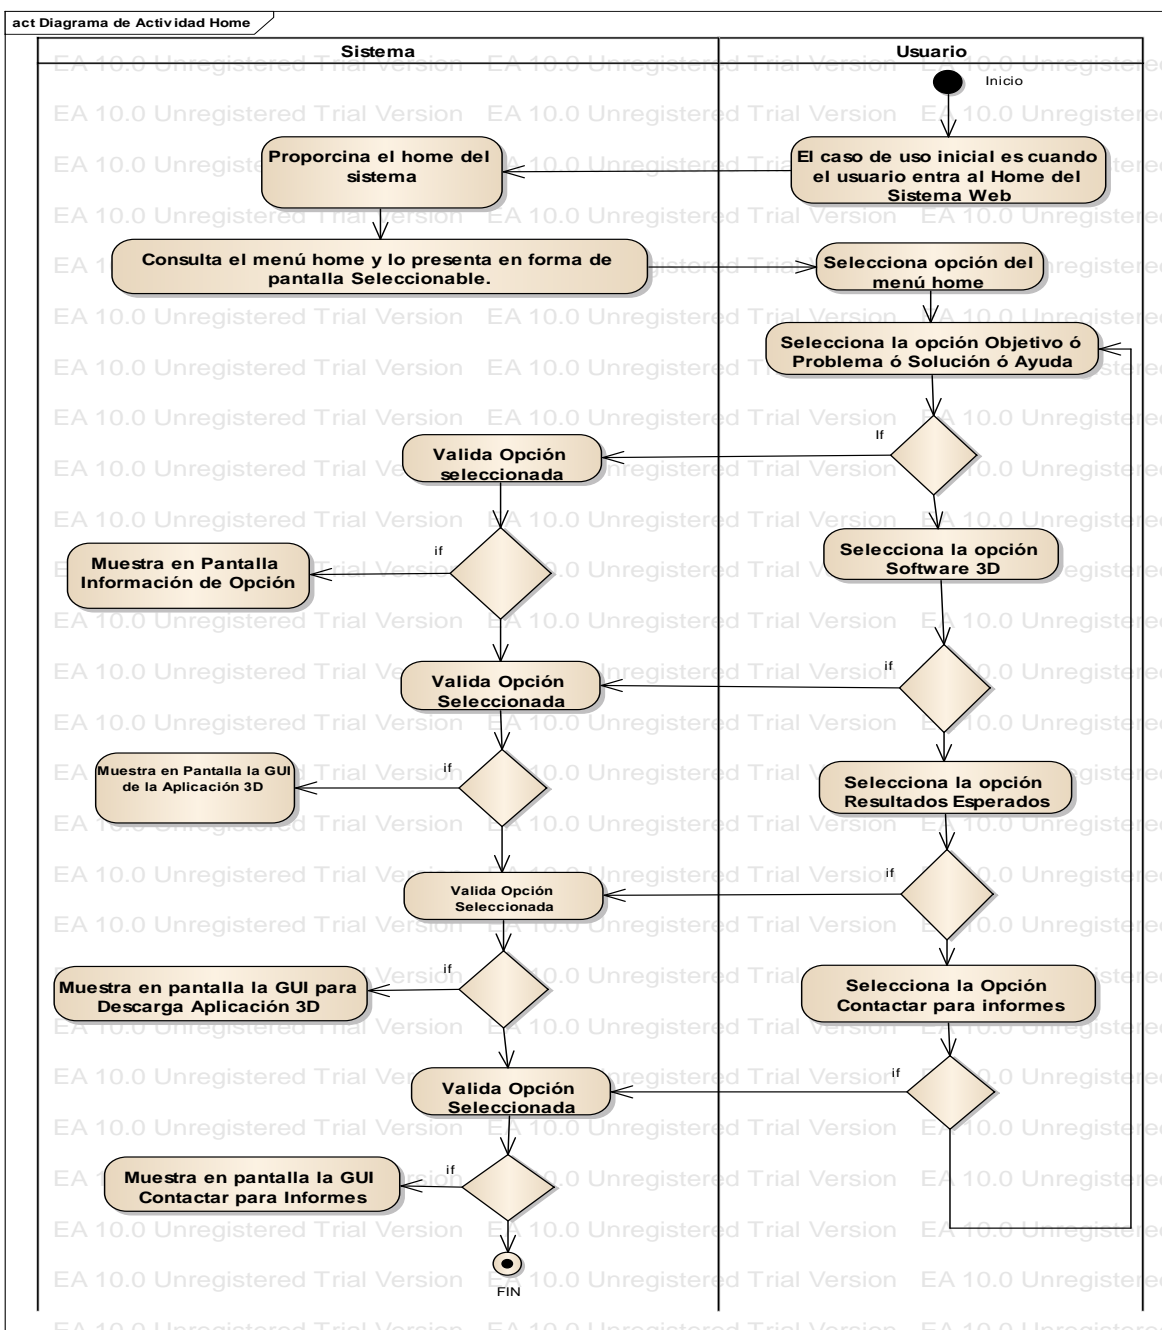 act Diagrama de Actividad Home
Sistema
Usuario
Inicio
El caso de uso inicial es cuando
el usuario entra al Home del
Sistema Web
Proporcina el home del
sistema
Consulta el menú home y lo presenta en forma de
pantalla Seleccionable.
Selecciona opción del
menú home
Selecciona la opción Objetivo ó
Problema ó Solución ó Ayuda
If
Valida Opción
seleccionada
if
Muestra en Pantalla
Información de Opción
Selecciona la opción
Software 3D
if
Valida Opción
Seleccionada
if
Muestra en Pantalla la GUI
de la Aplicación 3D
Selecciona la opción
Resultados Esperados
if
Valida Opción
Seleccionada
if
Muestra en pantalla la GUI para
Descarga Aplicación 3D
Selecciona la Opción
Contactar para informes
if
Valida Opción
Seleccionada
if
Muestra en pantalla la GUI
Contactar para Informes
FIN
EA 10.0 Unregistered Trial Version